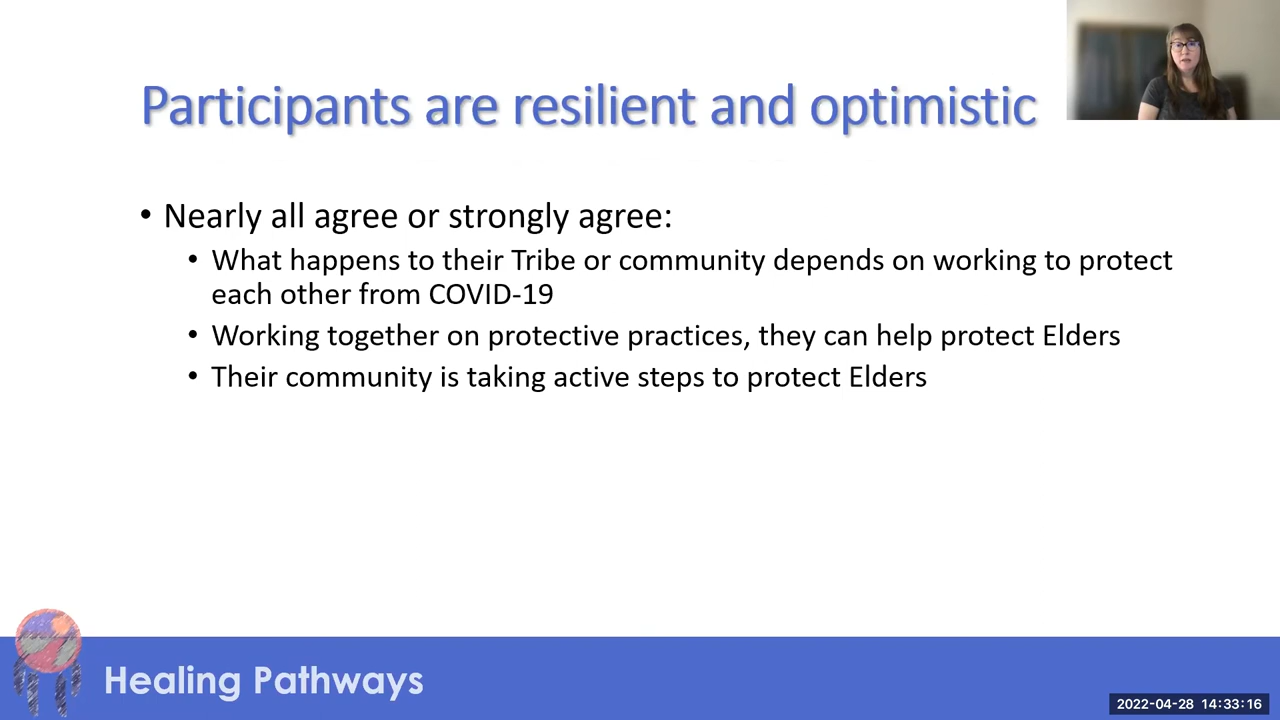 Participants are resilient and optimistic
• Nearly all agree or strongly agree:
• What happens to their Tribe or community depends on working to protect
each other from COVID-19
• Working together on protective practices, they can help protect Elders
• Their community is taking active steps to protect Elders
Healing Pathways
2022-04-28 14:33:16